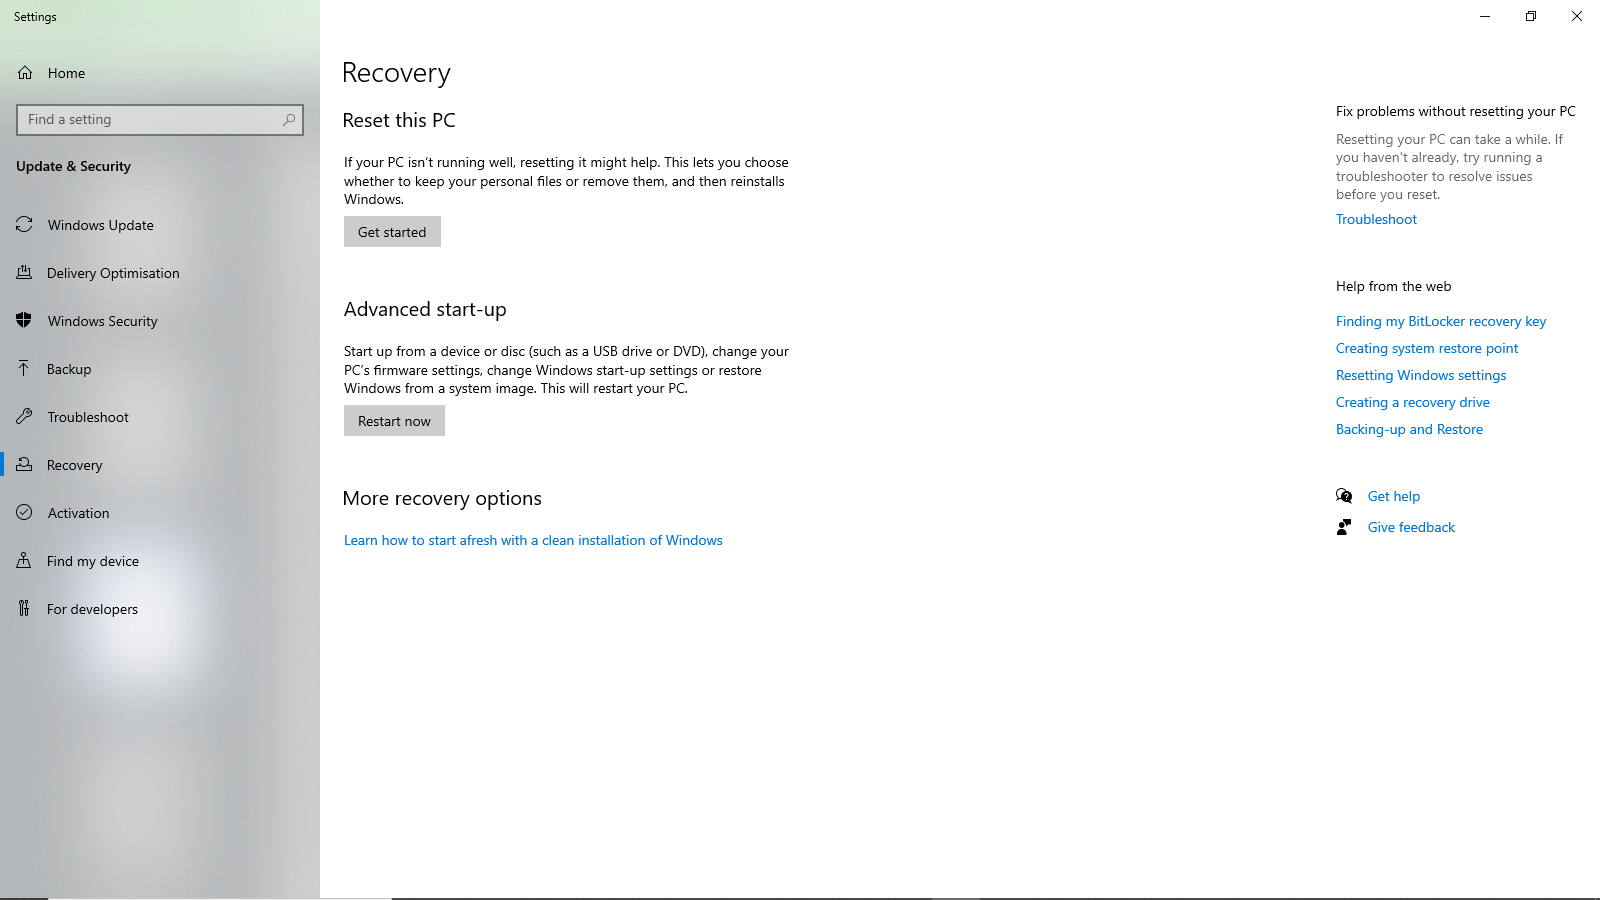 Settings
Home
Find a setting
Update & Security
Windows Update
Delivery Optimisation
Windows Security
Backup
Troubleshoot
Recovery
Activation
Find my device
For developers
Recovery
Reset this PC
If your PC isn't running well, resetting it might help. This lets you choose
whether to keep your personal files or remove them, and then reinstalls
Windows.
Get started
Advanced start-up
Start up from a device or disc (such as a USB drive or DVD), change your
PC's firmware settings, change Windows start-up settings or restore
Windows from a system image. This will restart your PC.
Restart now
More recovery options
Learn how to start afresh with a clean installation of Windows
Fix problems without resetting your PC
Resetting your PC can take a while. If
you haven't already, try running a
troubleshooter to resolve issues
before you reset.
Troubleshoot
Help from the web
Finding my BitLocker recovery key
Creating system restore point
Resetting Windows settings
Creating a recovery drive
Backing-up and Restore
Get help
Give feedback